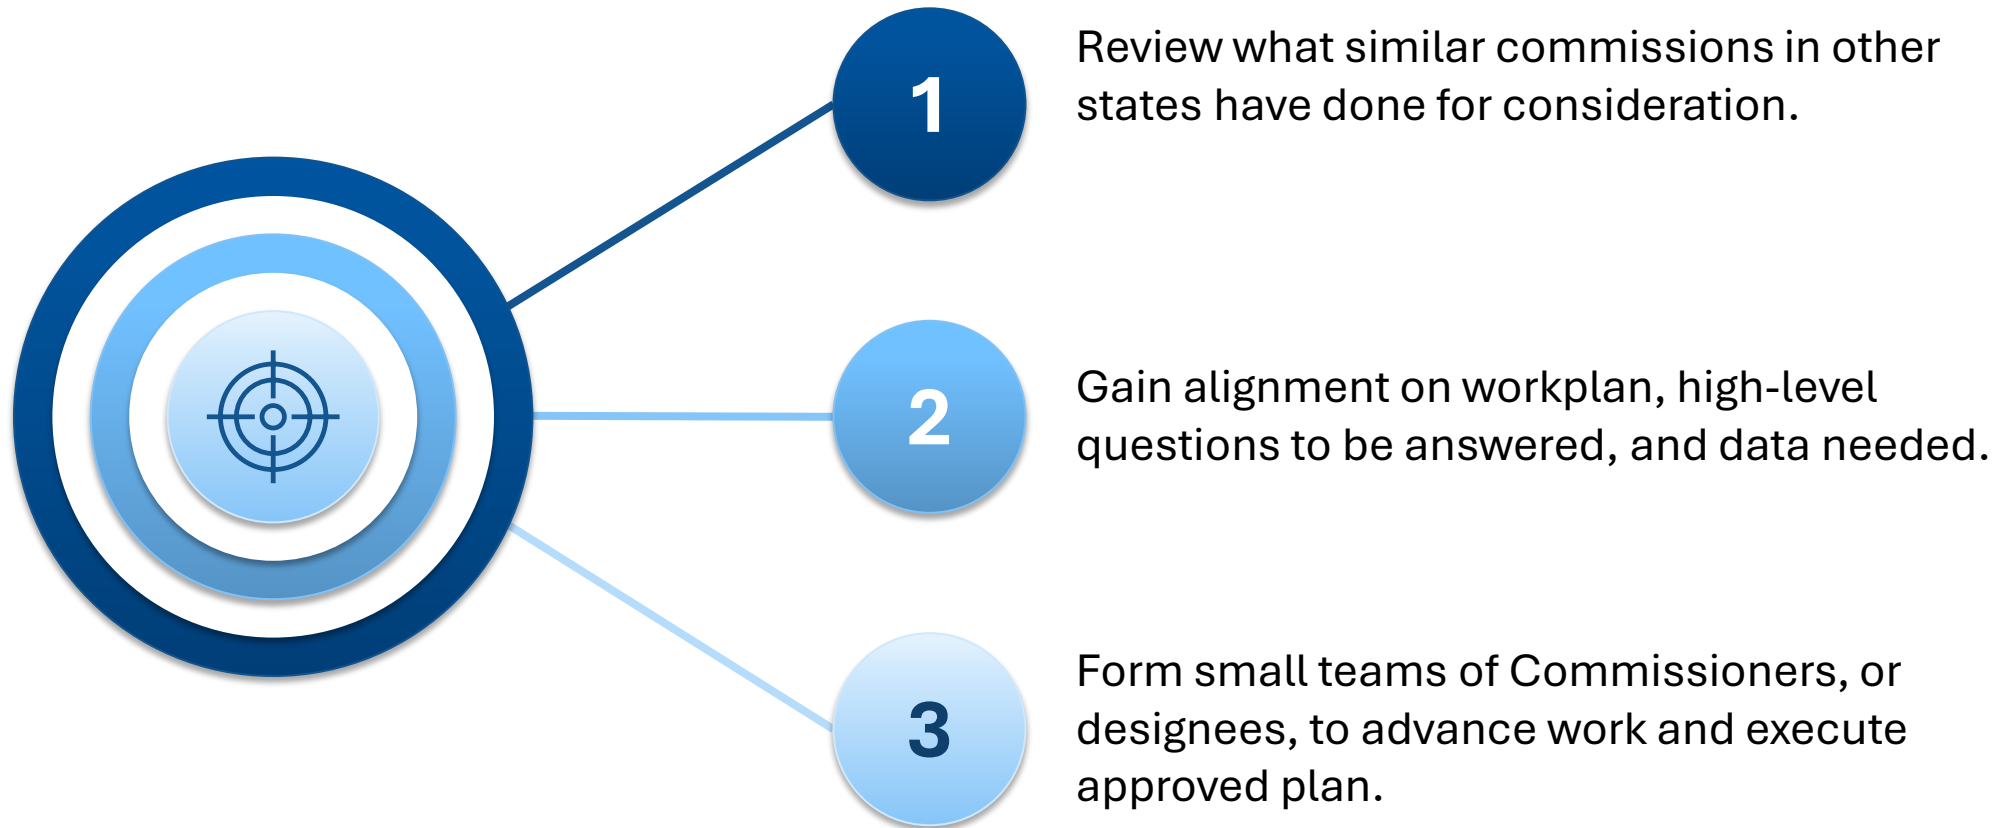 1
Review what similar commissions in other
states have done for consideration.
2
Gain alignment on workplan, high-level
questions to be answered, and data needed.
3
Form small teams of Commissioners, or
designees, to advance work and execute
approved plan.